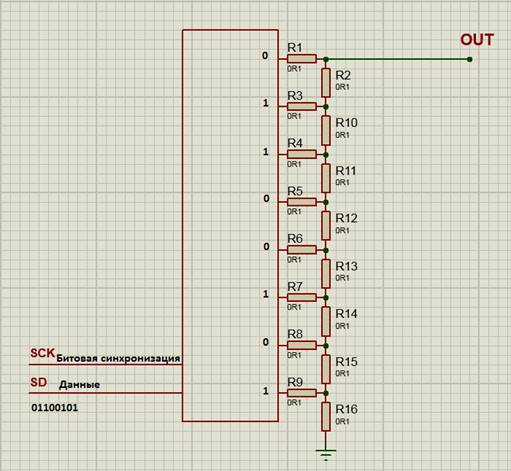 OUT
0 R1
0R1
R2
0R1
1 R3
0R1
R10
0R1
1 R4
0R1
R11
0R1
0 R5
0R1
R12
0R1
0 R6
0R1
R13
0R1
1 R7
0R1
R14
0R1
0 R8
0R1
R15
0R1
1 R9
0R1
R16
0R1
SCK Битовая синхронизация
SD Данные
01100101